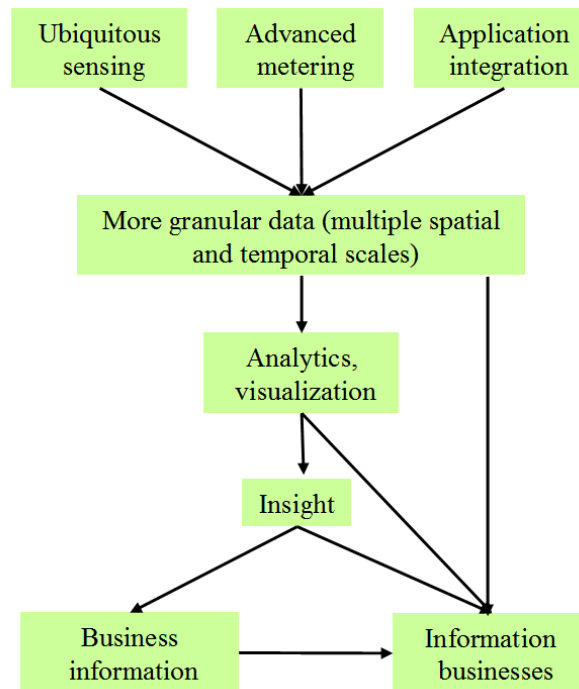 Ubiquitous
sensing
Advanced
metering
Application
integration
More granular data (multiple spatial
and temporal scales)
Analytics,
visualization
Insight
Business
information
Information
businesses